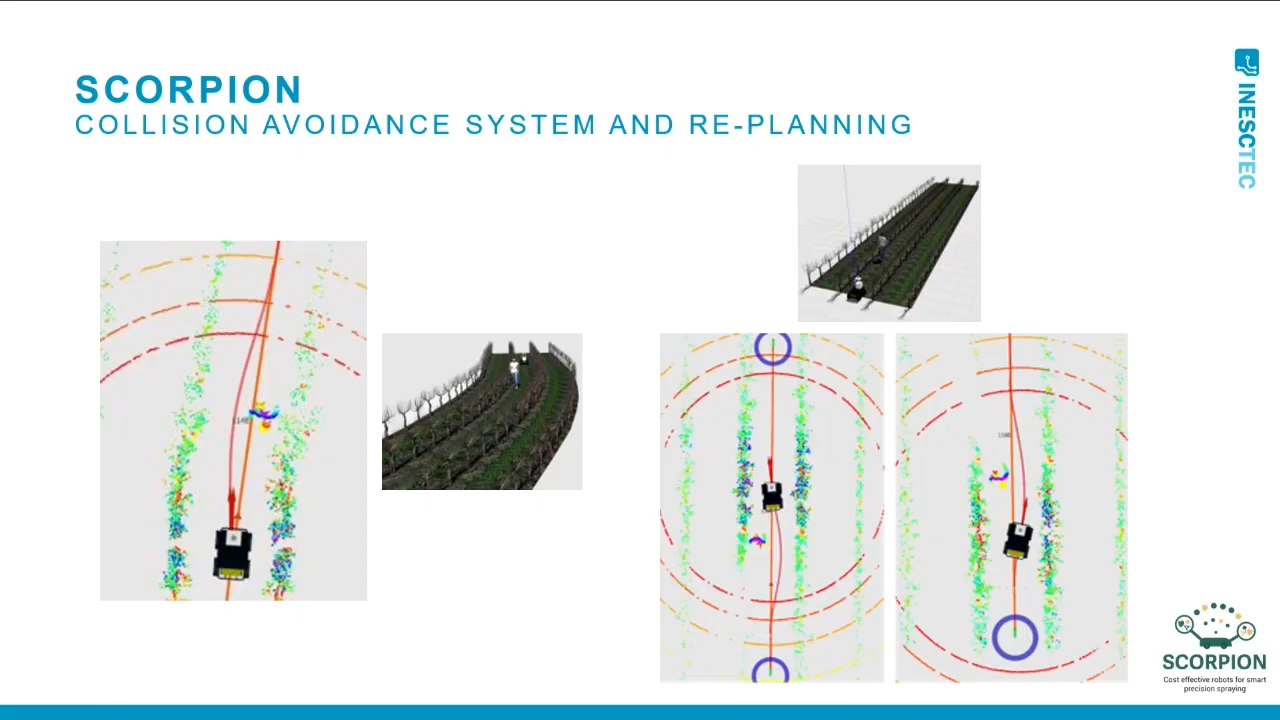 SCORPION
COLLISION AVOIDANCE SYSTEM AND RE-PLANNING
INESCTEC
SCORPION
Cost effective robots for smart
precision spraying